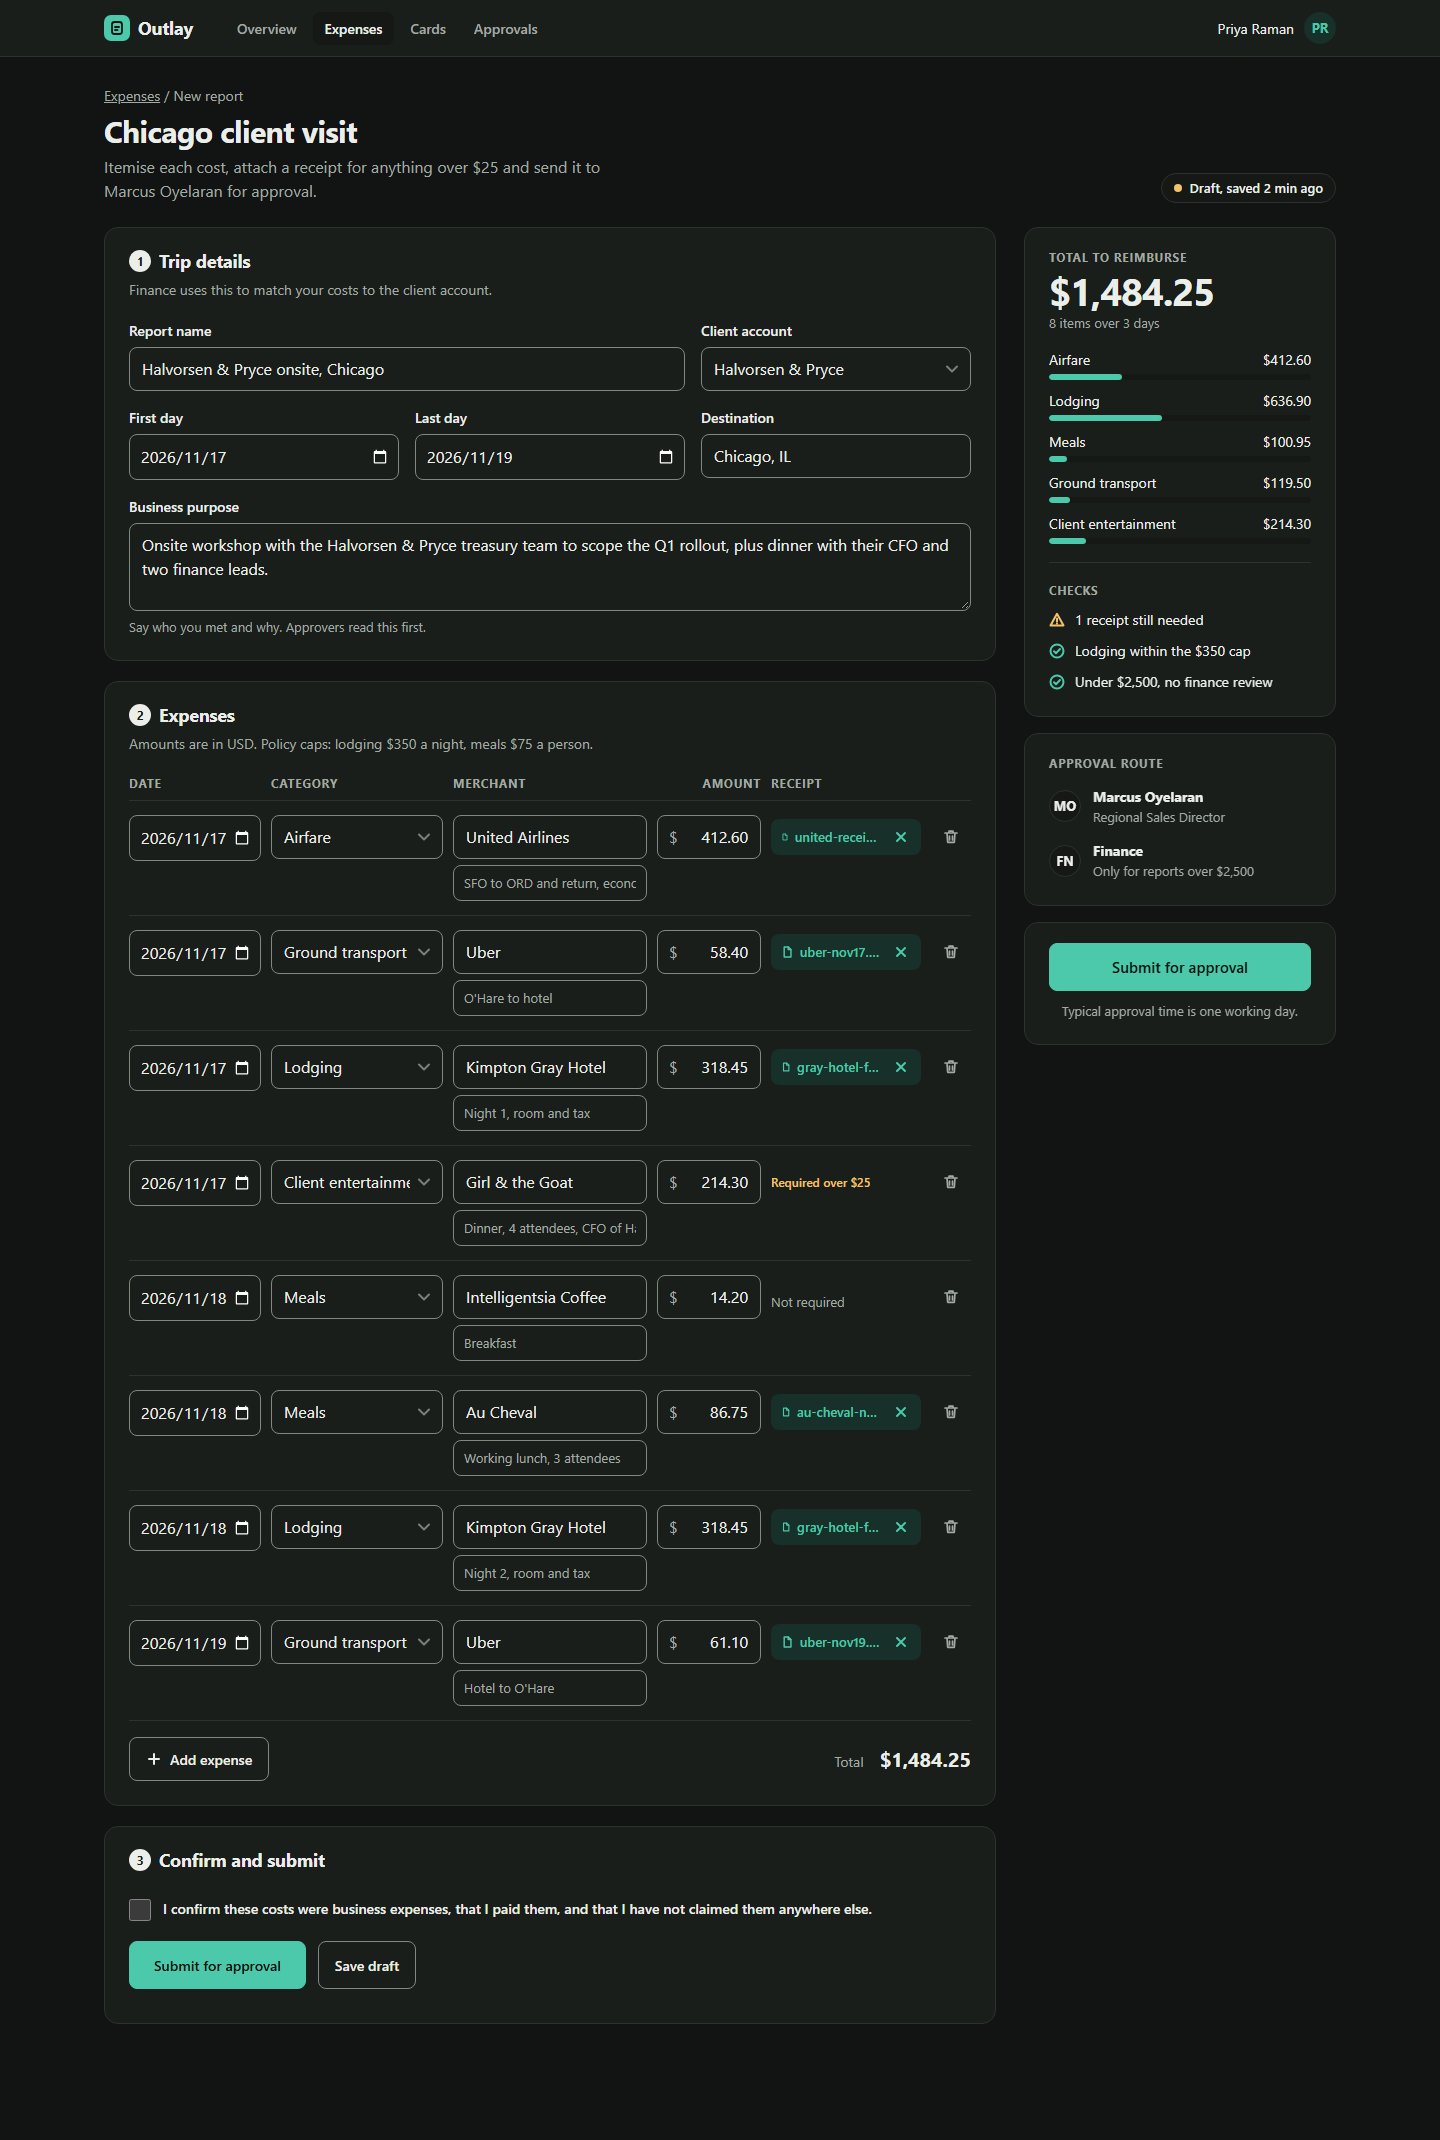 Outlay
Overview
Expenses
Cards
Approvals
Priya Raman
PR
Expenses / New report
Chicago client visit
Itemise each cost, attach a receipt for anything over $25 and send it to
Marcus Oyelaran for approval.
Draft, saved 2 min ago
1 Trip details
Finance uses this to match your costs to the client account.
Report name
Client account
Halvorsen & Pryce onsite, Chicago
Halvorsen & Pryce
First day
Last day
Destination
2026/11/17
2026/11/19
Chicago, IL
Business purpose
Onsite workshop with the Halvorsen & Pryce treasury team to scope the Q1 rollout, plus dinner with their CFO and
two finance leads.
Say who you met and why. Approvers read this first.
2 Expenses
Amounts are in USD. Policy caps: lodging $350 a night, meals $75 a person.
DATE CATEGORY MERCHANT AMOUNT RECEIPT
2026/11/17 Airfare United Airlines $ 412.60 united-recei...
SFO to ORD and return, econc
2026/11/17 Ground transport Uber $ 58.40 uber-nov17....
O'Hare to hotel
2026/11/17 Lodging Kimpton Gray Hotel $ 318.45 gray-hotel-f...
Night 1, room and tax
2026/11/17 Client entertainme Girl & the Goat $ 214.30 Required over $25
Dinner, 4 attendees, CFO of Ha
2026/11/18 Meals Intelligentsia Coffee $ 14.20 Not required
Breakfast
2026/11/18 Meals Au Cheval $ 86.75 au-cheval-n...
Working lunch, 3 attendees
2026/11/18 Lodging Kimpton Gray Hotel $ 318.45 gray-hotel-f...
Night 2, room and tax
2026/11/19 Ground transport Uber $ 61.10 uber-nov19....
Hotel to O'Hare
Add expense
Total $1,484.25
3 Confirm and submit
I confirm these costs were business expenses, that I paid them, and that I have not claimed them anywhere else.
Submit for approval
Save draft
TOTAL TO REIMBURSE
$1,484.25
8 items over 3 days
Airfare $412.60
Lodging $636.90
Meals $100.95
Ground transport $119.50
Client entertainment $214.30
CHECKS
1 receipt still needed
Lodging within the $350 cap
Under $2,500, no finance review
APPROVAL ROUTE
MO
Marcus Oyelaran
Regional Sales Director
FN
Finance
Only for reports over $2,500
Submit for approval
Typical approval time is one working day.